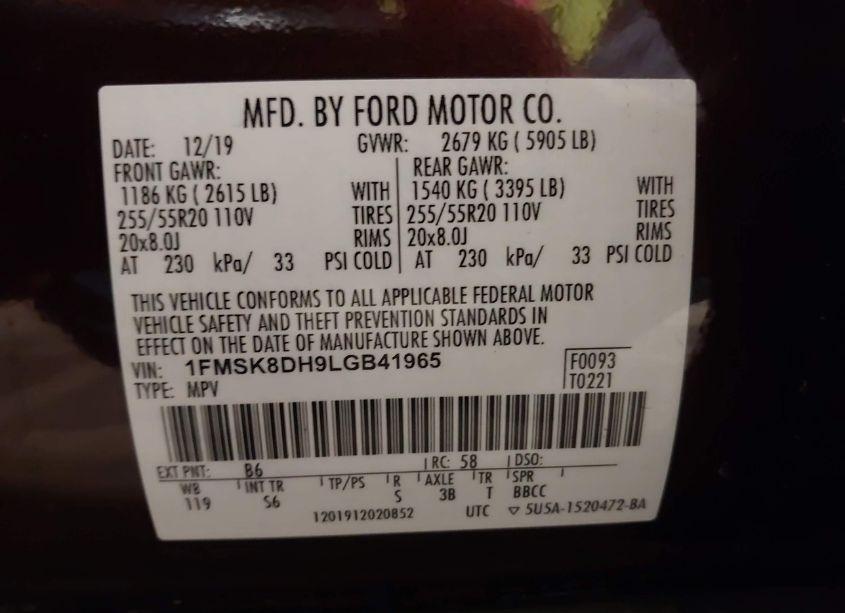 MFD. BY FORD MOTOR CO.
DATE: 12/19 GVWR: 2679 KG ( 5905 LB)
FRONT GAWR: REAR GAWR:
1186 KG ( 2615 LB) WITH 1540 KG ( 3395 LB) WITH
255/55R20 110V TIRES 255/55R20 110V TIRES
20x8.0J RIMS 20x8.0J RIMS
AT 230 kPa/ 33 PSI COLD AT 230 kPa/ 33 PSI COLD
THIS VEHICLE CONFORMS TO ALL APPLICABLE FEDERAL MOTOR
VEHICLE SAFETY AND THEFT PREVENTION STANDARDS IN
EFFECT ON THE DATE OF MANUFACTURE SHOWN ABOVE.
VIN: 1FMSK8DH9LGB41965 F0093
TYPE: MPV T0221
EXT PNT: B6 RC: 58 DSO:
WB INT TR TP/PS R AXLE TR SPR
119 S6 S 3B T BBCC
1201912020852 UTC ▽ 5U5A-1520472-BA